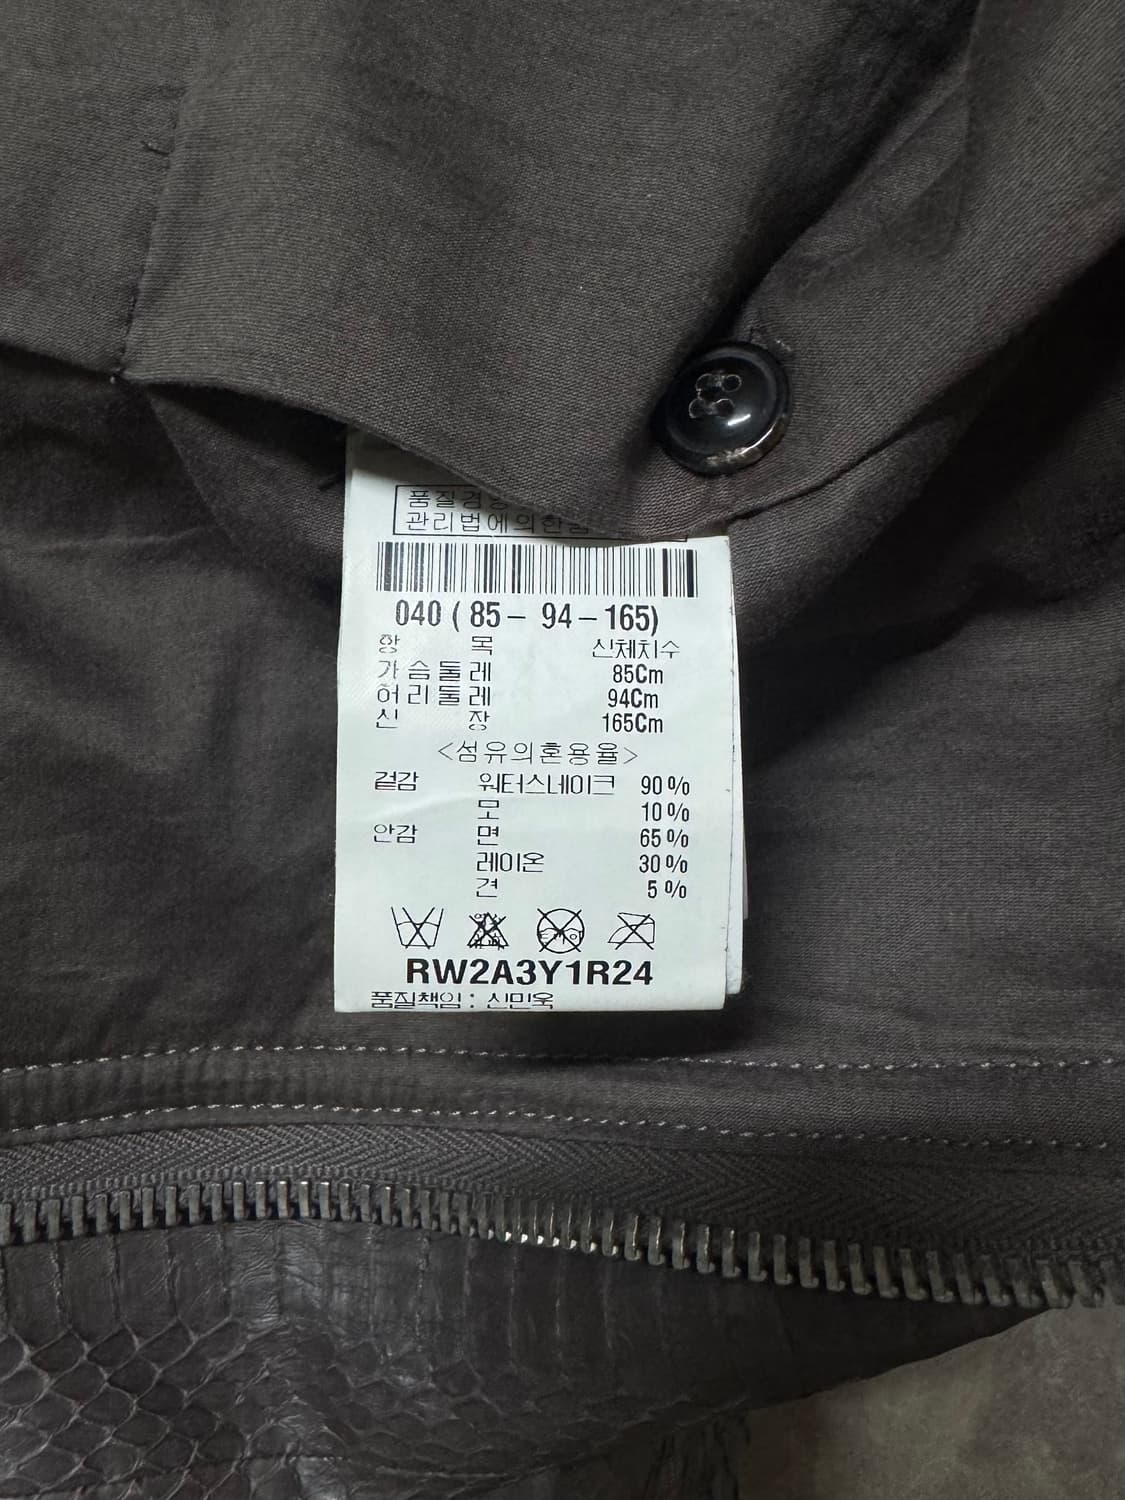 품질경영
관리법에의한
040 ( 85 - 94 - 165)
항 목 신체치수
가슴둘레 85Cm
허리둘레 94Cm
신 장 165Cm
<섬유의혼용율>
겉감 워터스네이크 90%
모 10%
안감 면 65%
레이온 30%
견 5%
RW2A3Y1R24
품질책임 : 신민욱